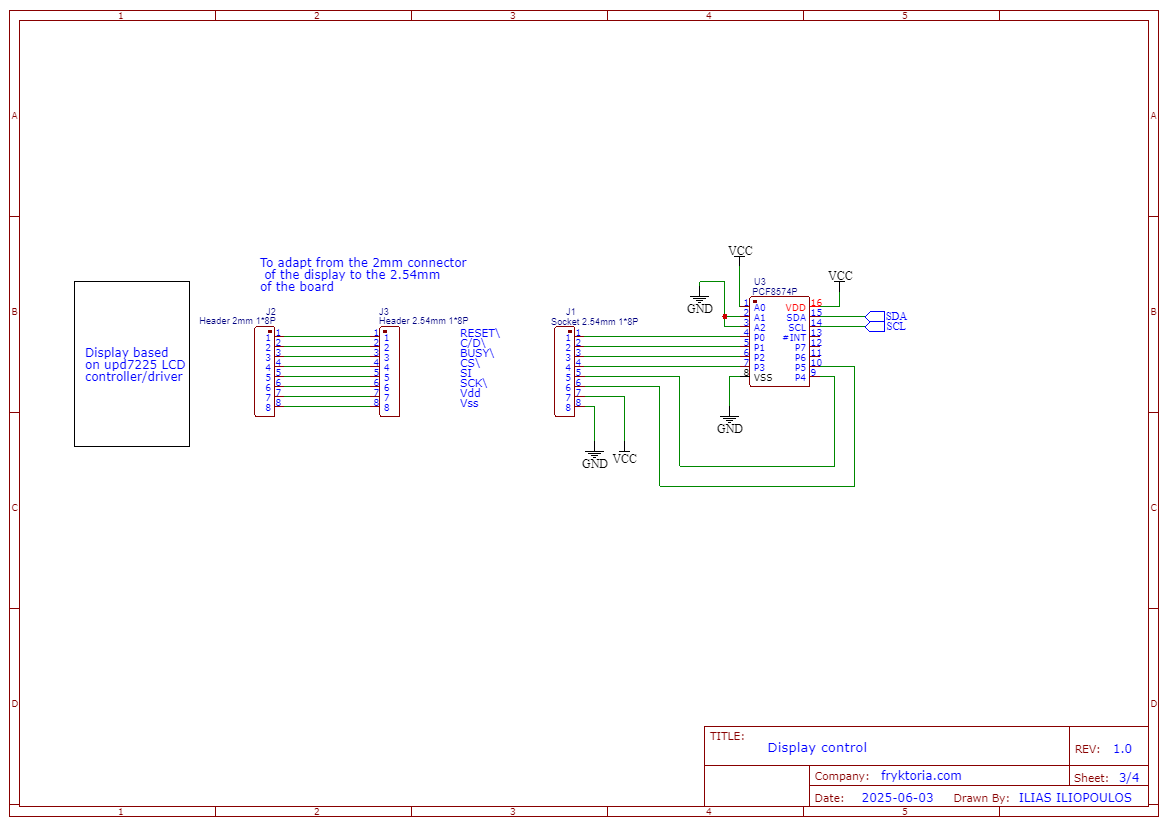 1 2 3 4 5
A A
B B
C C
D D
1 2 3 4 5
To adapt from the 2mm connector
of the display to the 2.54mm
of the board
Display based
on upd7225 LCD
controller/driver
J2
Header 2mm 1*8P
1 1
2 2
3 3
4 4
5 5
6 6
7 7
8 8
J3
Header 2.54mm 1*8P
1 1
2 2
3 3
4 4
5 5
6 6
7 7
8 8
RESET\
C/D\
BUSY\
CS\
SI
SCK\
Vdd
Vss
J1
Socket 2.54mm 1*8P
1 1
2 2
3 3
4 4
5 5
6 6
7 7
8 8
GND
VCC
VCC
GND
VCC
U3
PCF8574P
1 A0 VDD 16
2 A1 SDA 15
3 A2 SCL 14
4 P0 #INT 13
5 P1 P7 12
6 P2 P6 11
7 P3 P5 10
8 VSS P4 9
SDA
SCL
GND
TITLE:
Display control
REV: 1.0
Company: fryktoria.com
Sheet: 3/4
Date: 2025-06-03 Drawn By: ILIAS ILIOPOULOS